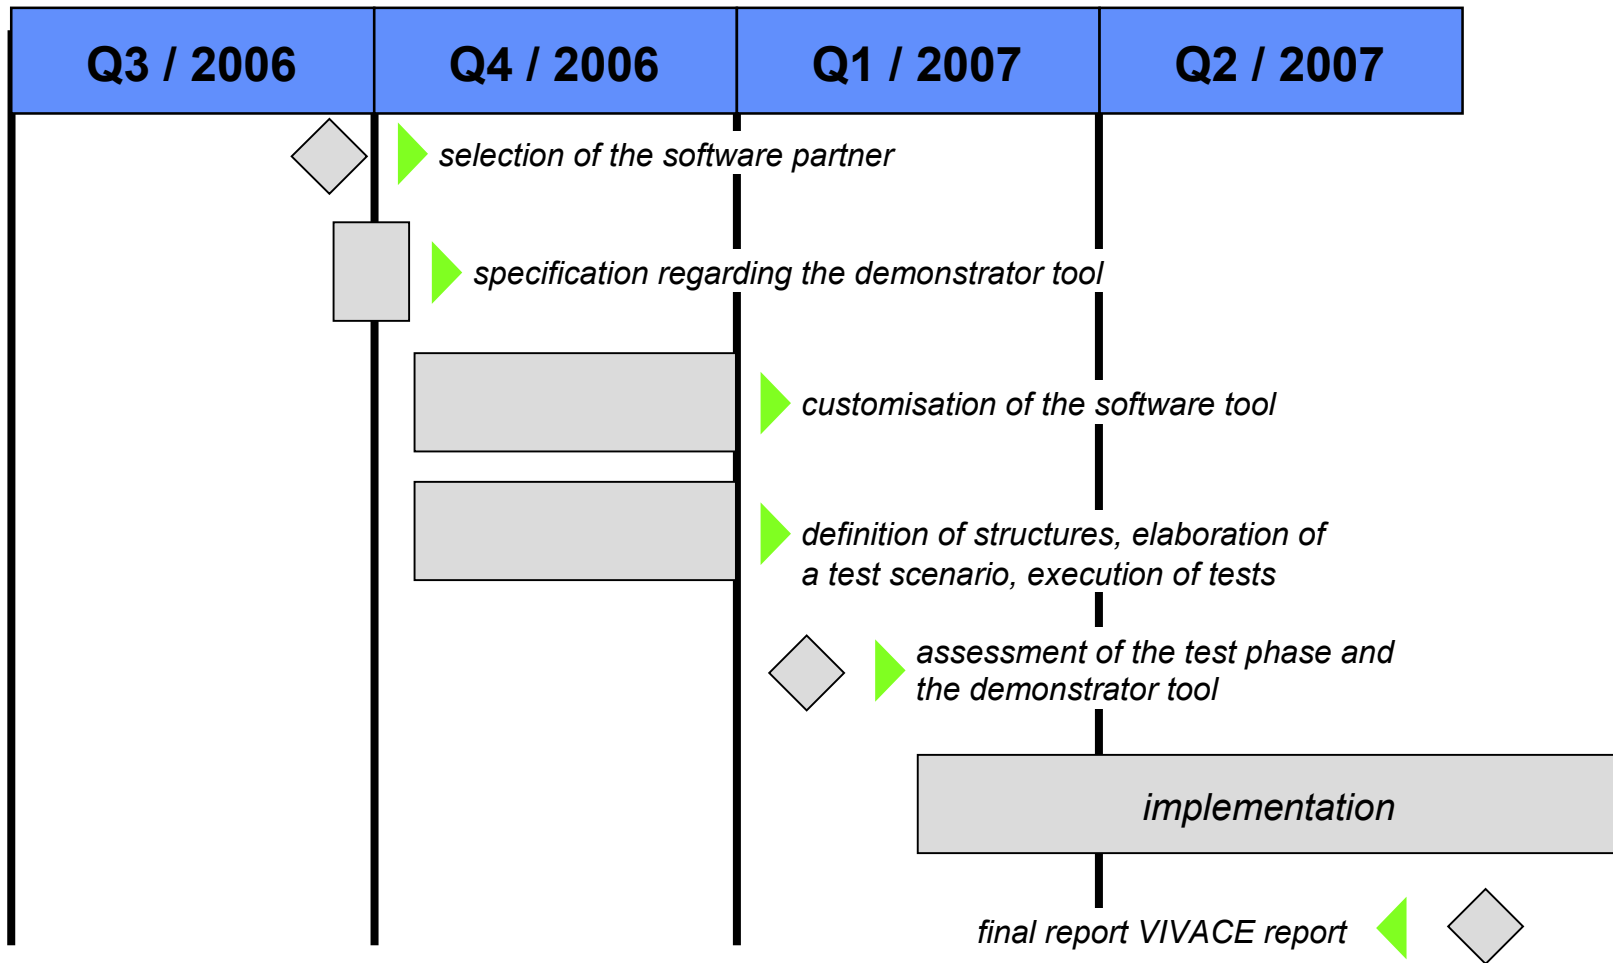 Q3 / 2006
Q4 / 2006
Q1 / 2007
Q2 / 2007
selection of the software partner
specification regarding the demonstrator tool
customisation of the software tool
definition of structures, elaboration of
a test scenario, execution of tests
assessment of the test phase and
the demonstrator tool
implementation
final report VIVACE report